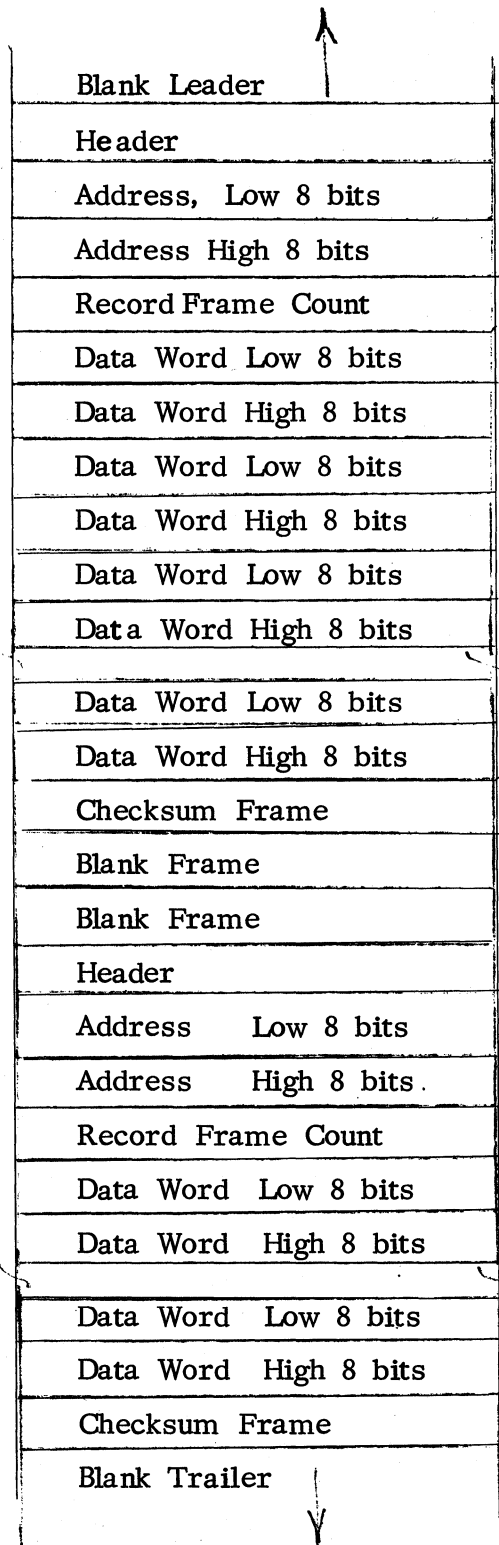 Blank Leader
Header
Address, Low 8 bits
Address High 8 bits
Record Frame Count
Data Word Low 8 bits
Data Word High 8 bits
Data Word Low 8 bits
Data Word High 8 bits
Data Word Low 8 bits
Data Word High 8 bits
Data Word Low 8 bits
Data Word High 8 bits
Checksum Frame
Blank Frame
Blank Frame
Header
Address Low 8 bits
Address High 8 bits.
Record Frame Count
Data Word Low 8 bits
Data Word High 8 bits
Data Word Low 8 bits
Data Word High 8 bits
Checksum Frame
Blank Trailer